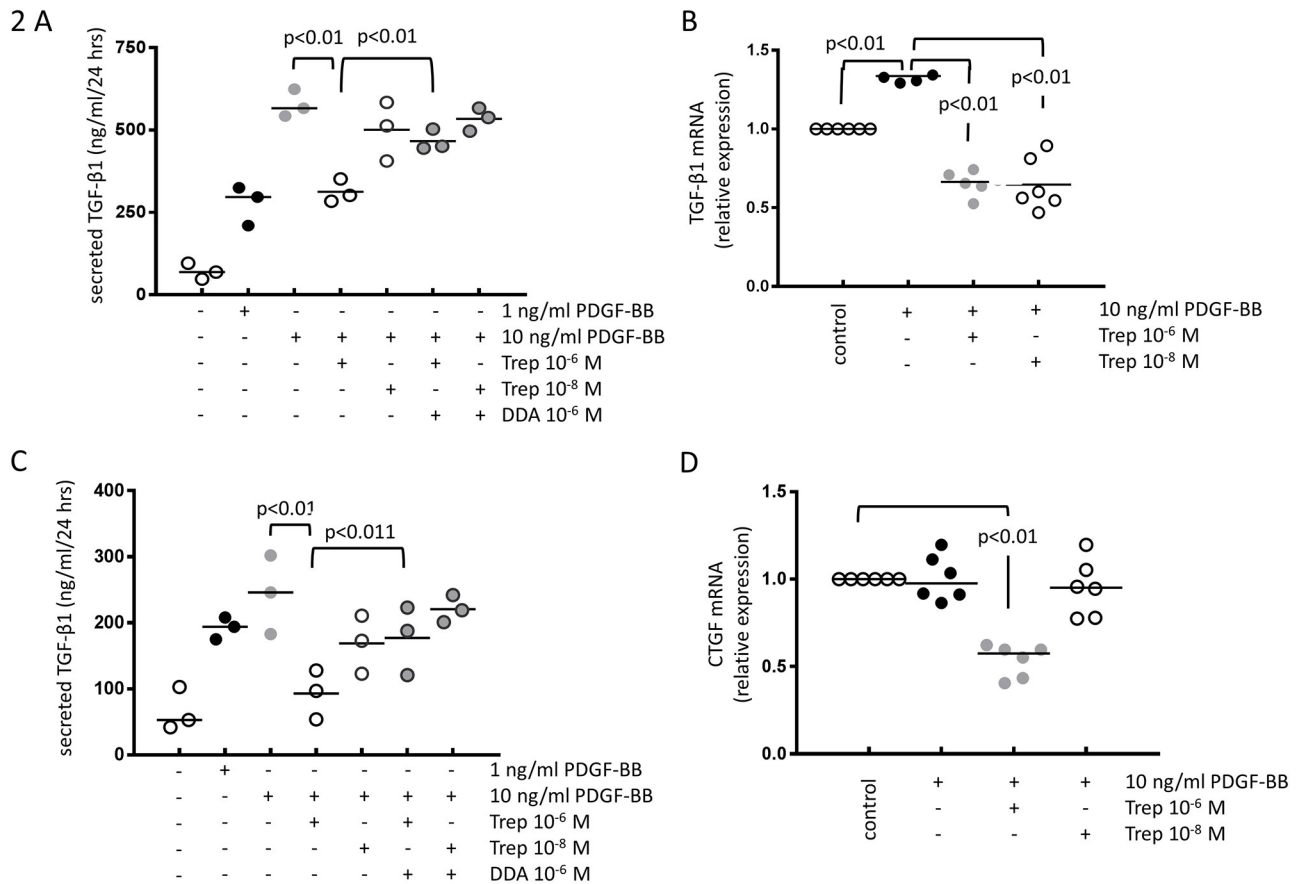 2 A
secreted TGF-β1 (ng/ml/24 hrs)
750
500
250
0
p<0.01
p<0.01
- + - - - - - 1 ng/ml PDGF-BB
- - + + + + + 10 ng/ml PDGF-BB
- - - + - + - Trep 10⁻⁶ M
- - - - + - + Trep 10⁻⁸ M
- - - - - + + DDA 10⁻⁶ M
B
TGF-β1 mRNA
(relative expression)
1.5
1.0
0.5
0.0
p<0.01
p<0.01
p<0.01
control
+ + + 10 ng/ml PDGF-BB
- + - Trep 10⁻⁶ M
- - + Trep 10⁻⁸ M
C
secreted TGF-β1 (ng/ml/24 hrs)
400
300
200
100
0
p<0.01
p<0.011
- + - - - - - 1 ng/ml PDGF-BB
- - + + + + + 10 ng/ml PDGF-BB
- - - + - + - Trep 10⁻⁶ M
- - - - + - + Trep 10⁻⁸ M
- - - - - + + DDA 10⁻⁶ M
D
CTGF mRNA
(relative expression)
1.5
1.0
0.5
0.0
p<0.01
control
+ + + 10 ng/ml PDGF-BB
- + - Trep 10⁻⁶ M
- - + Trep 10⁻⁸ M